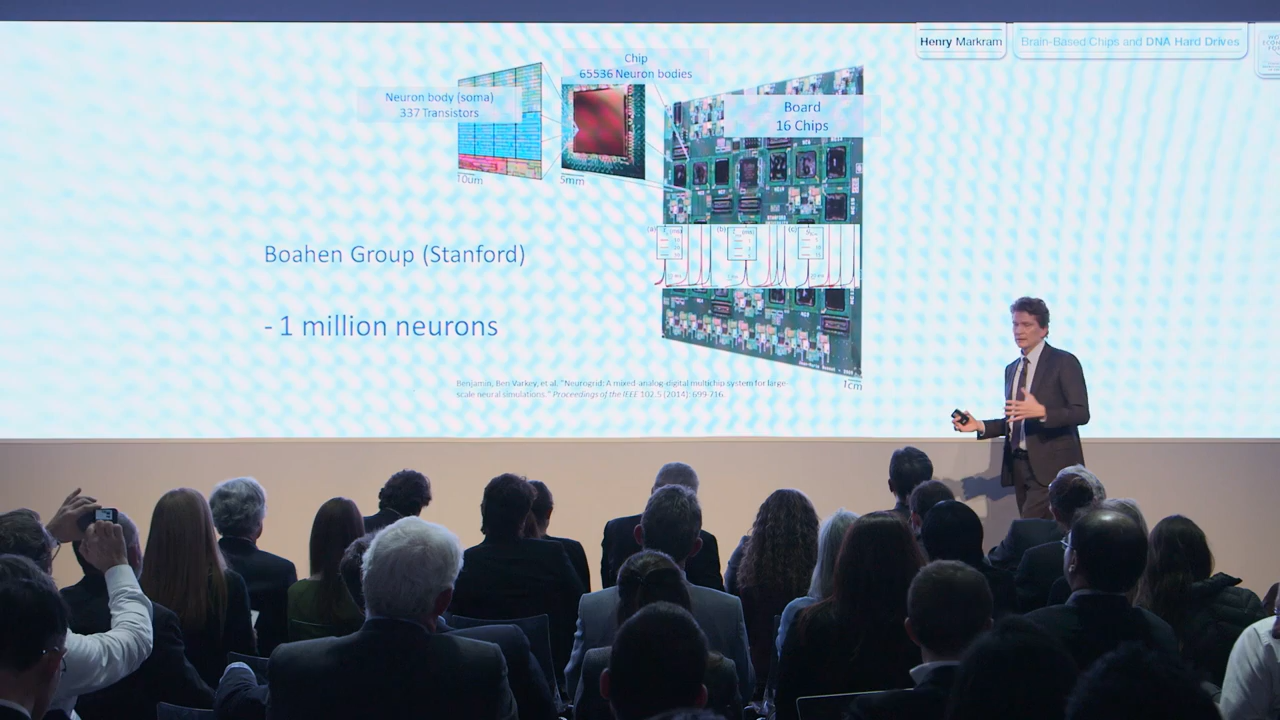 Henry Markram
Brain-Based Chips and DNA Hard Drives
Chip
65536 Neuron bodies
Neuron body (soma)
337 Transistors
Board
16 Chips
10um
5mm
(a)
(b)
(c)
Boahen Group (Stanford)
- 1 million neurons
1cm
Benjamin, Ben Varkey, et al. "Neurogrid: A mixed-analog-digital multichip system for large-
scale neural simulations." Proceedings of the IEEE 102.5 (2014): 699-716.